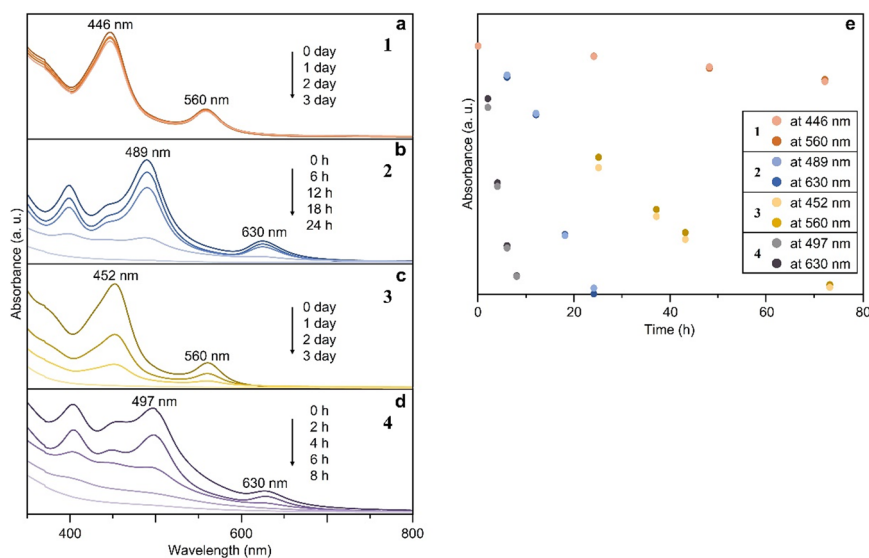 a
446 nm
1
0 day
1 day
2 day
3 day
560 nm
b
489 nm
2
0 h
6 h
12 h
18 h
24 h
630 nm
c
452 nm
3
0 day
1 day
2 day
3 day
560 nm
d
497 nm
4
0 h
2 h
4 h
6 h
8 h
630 nm
400
600
800
Wavelength (nm)
Absorbance (a. u.)
e
1
at 446 nm
at 560 nm
2
at 489 nm
at 630 nm
3
at 452 nm
at 560 nm
4
at 497 nm
at 630 nm
0
20
40
60
80
Time (h)
Absorbance (a. u.)